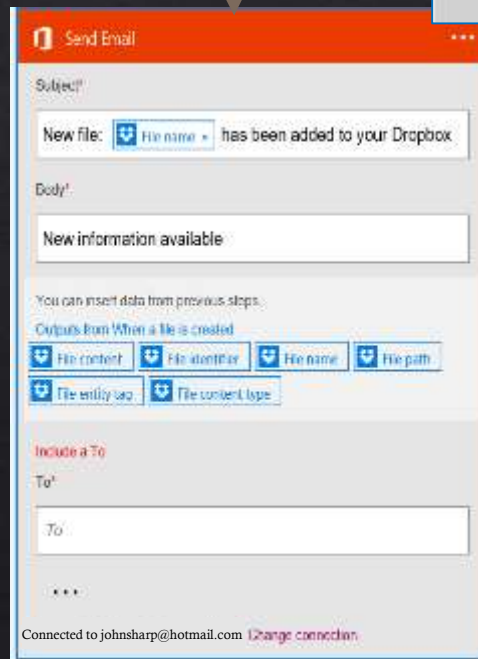 Send Email
Subject*
New file: File name × has been added to your Dropbox
Body*
New information available
You can insert data from previous steps.
Outputs from When a file is created
File content File identifier File name File path
File entity tag File content type
Include a To
To*
To
...
Connected to johnsharp@hotmail.com Change connection